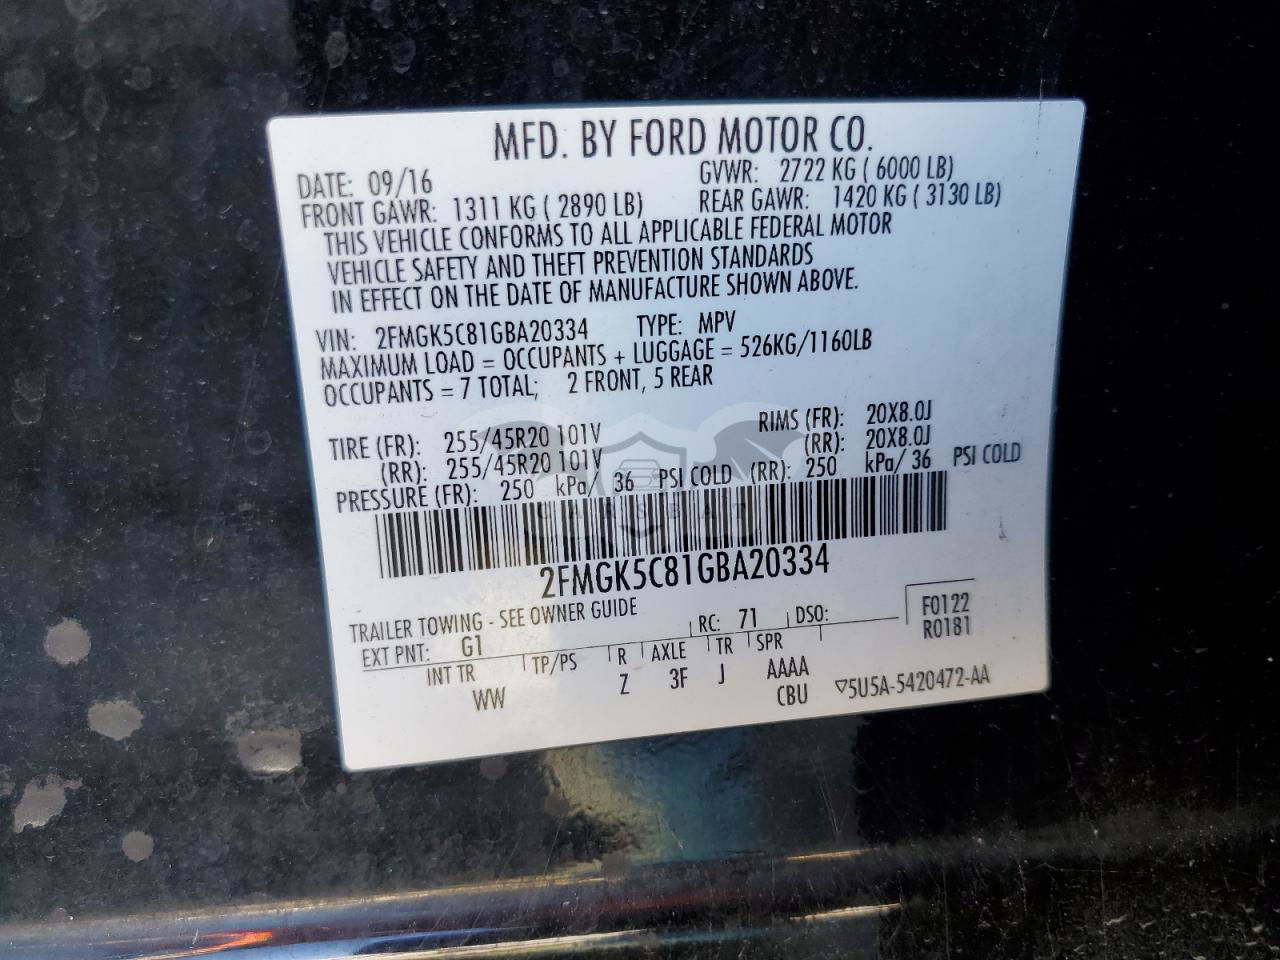 MFD. BY FORD MOTOR CO.
DATE: 09/16 GVWR: 2722 KG ( 6000 LB)
FRONT GAWR: 1311 KG ( 2890 LB) REAR GAWR: 1420 KG ( 3130 LB)
THIS VEHICLE CONFORMS TO ALL APPLICABLE FEDERAL MOTOR
VEHICLE SAFETY AND THEFT PREVENTION STANDARDS
IN EFFECT ON THE DATE OF MANUFACTURE SHOWN ABOVE.
VIN: 2FMGK5C81GBA20334 TYPE: MPV
MAXIMUM LOAD = OCCUPANTS + LUGGAGE = 526KG/1160LB
OCCUPANTS = 7 TOTAL; 2 FRONT, 5 REAR
TIRE (FR): 255/45R20 101V RIMS (FR): 20X8.0J
(RR): 255/45R20 101V (RR): 20X8.0J
PRESSURE (FR): 250 kPa/ 36 PSI COLD (RR): 250 kPa/ 36 PSI COLD
CARSBAT
2FMGK5C81GBA20334
TRAILER TOWING - SEE OWNER GUIDE
EXT PNT: G1 RC: 71 DSO: F0122
R0181
INT TR TP/PS R AXLE TR SPR
WW Z 3F J AAAA
CBU ▽5U5A-5420472-AA